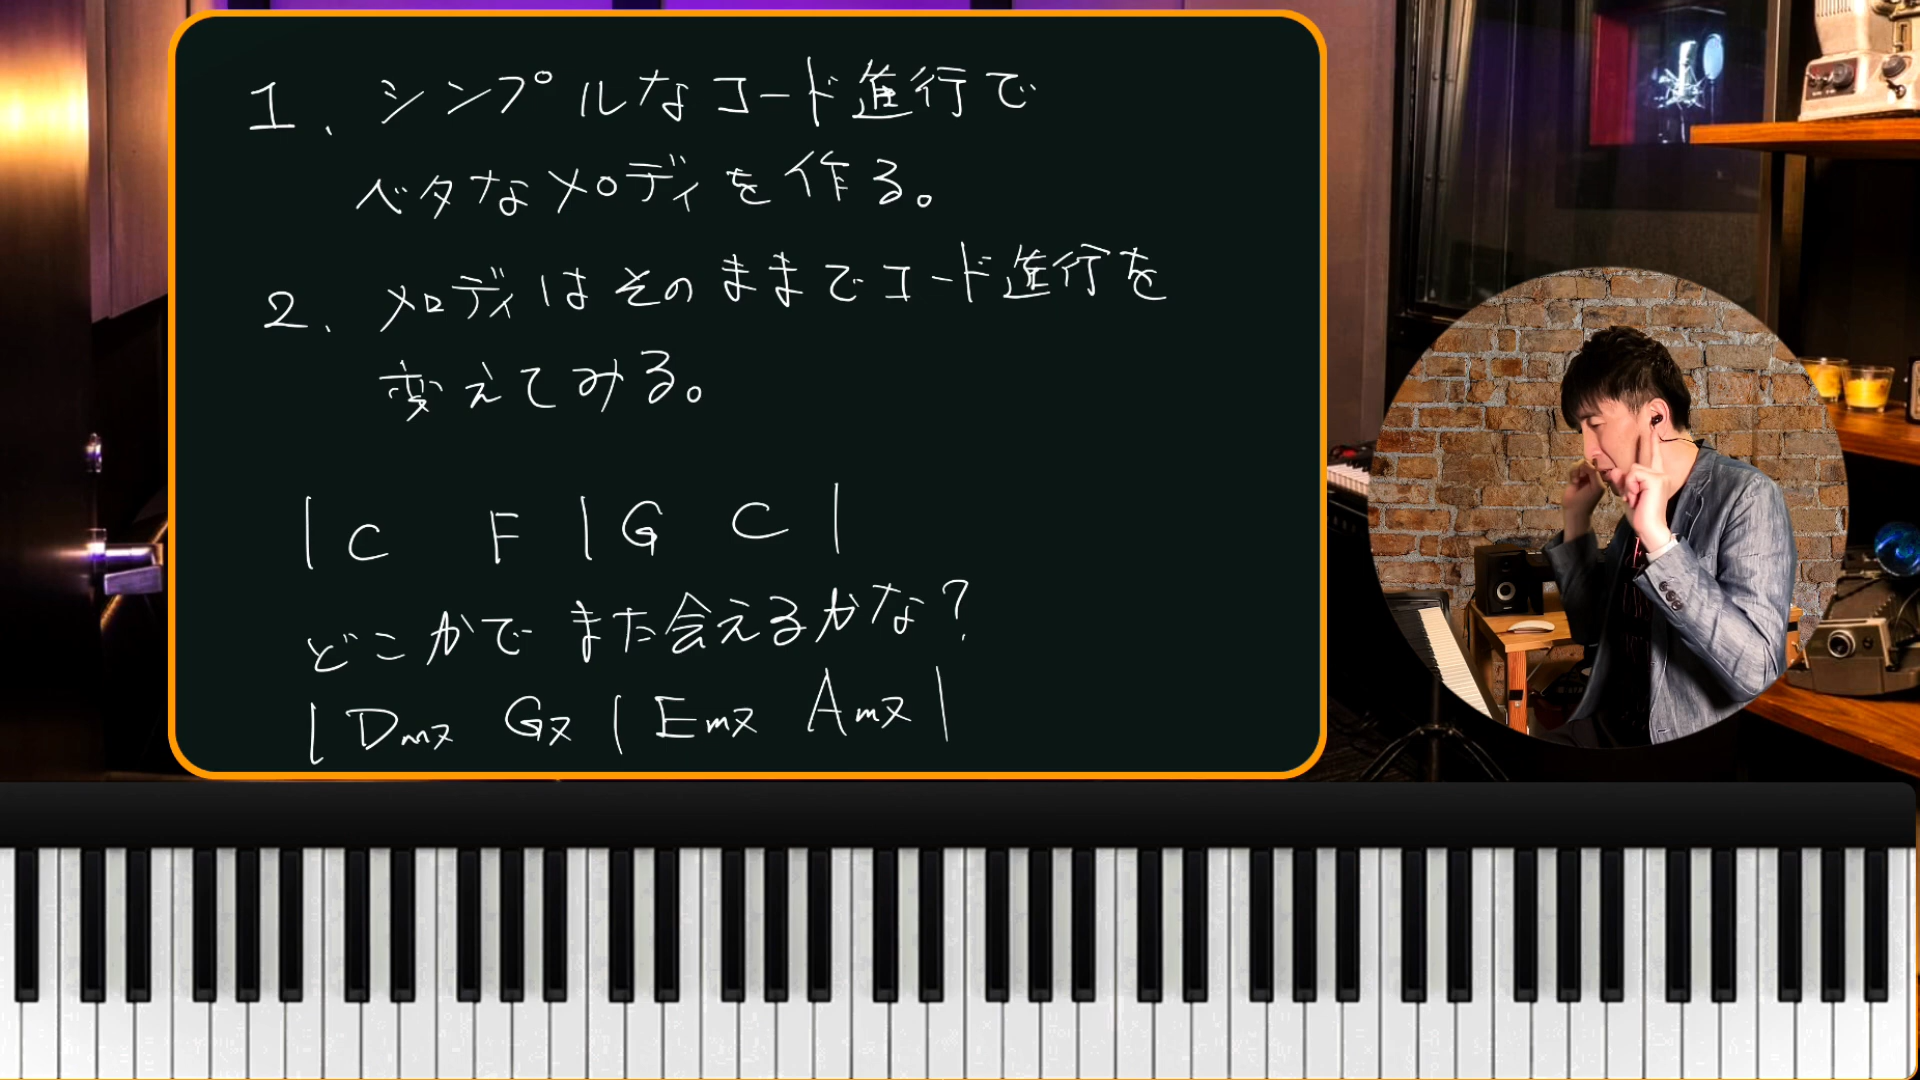 1. シンプルなコード進行で
ベタなメロディを作る。
2. メロディはそのままでコード進行を
変えてみる。
| C F | G C |
どこかでまた会えるかな?
| Dm7 G7 | Em7 Am7 |